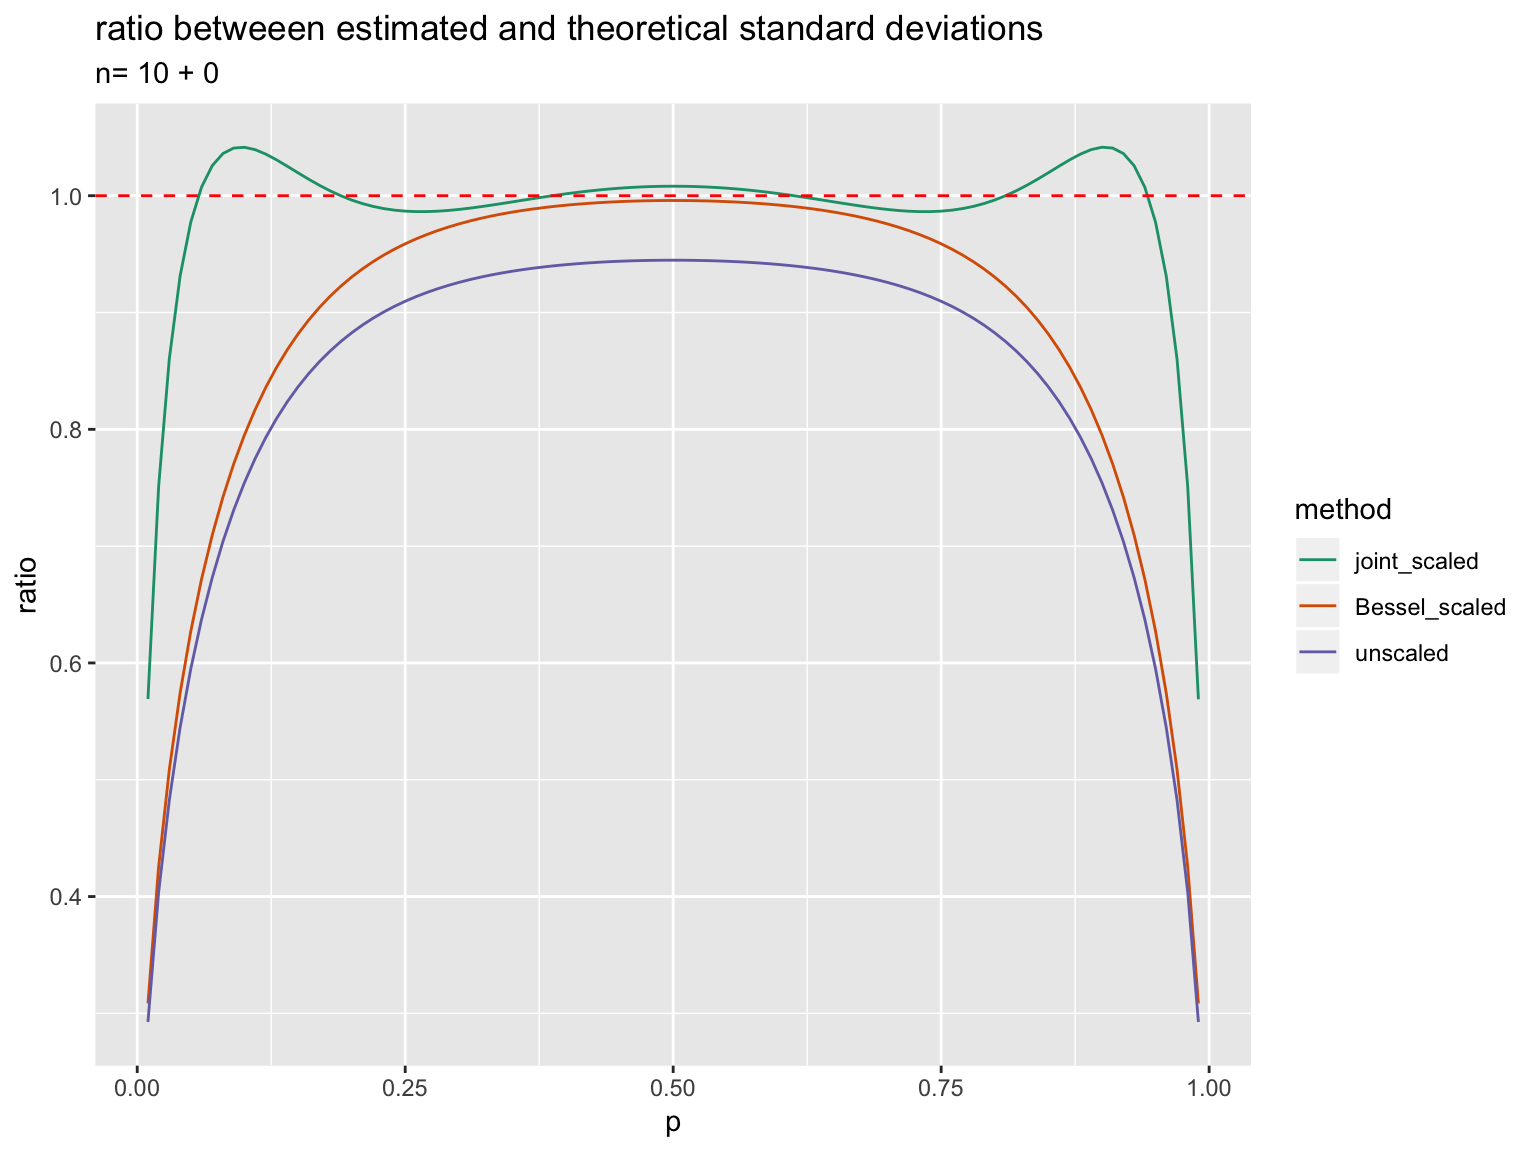 ratio betweeen estimated and theoretical standard deviations
n= 10 + 0
1.0
0.8
0.6
0.4
ratio
0.00 0.25 0.50 0.75 1.00
p
method
joint_scaled
Bessel_scaled
unscaled